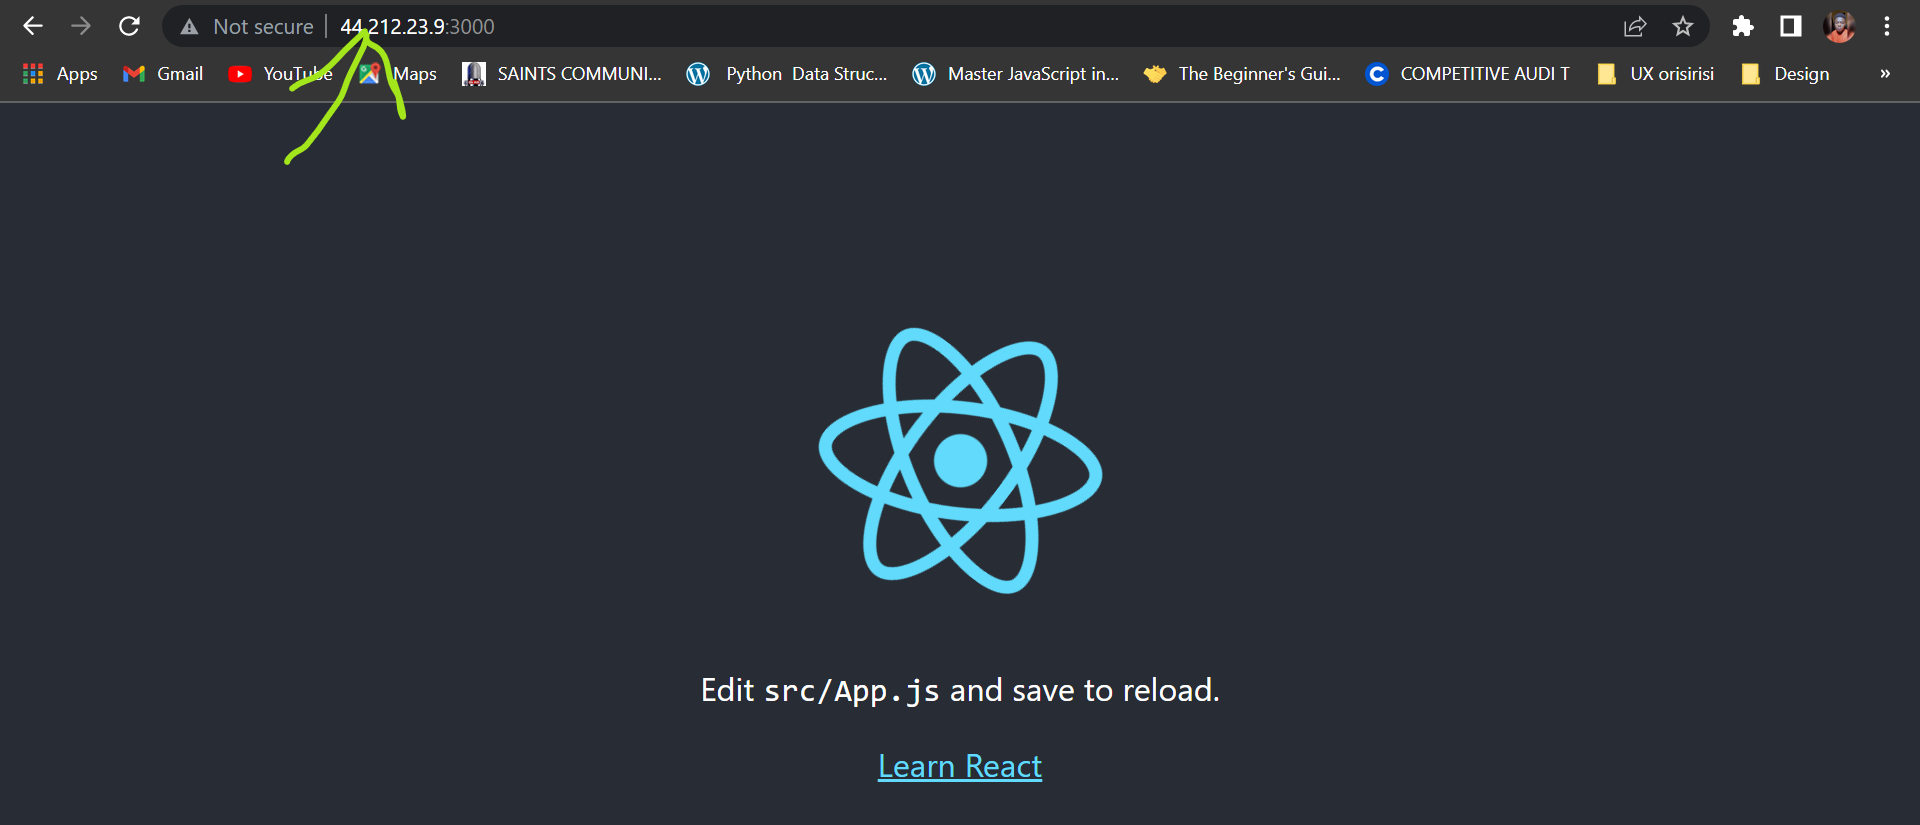 Not secure | 44.212.23.9:3000
Apps Gmail YouTube Maps SAINTS COMMUNI... Python Data Struc... Master JavaScript in... The Beginner's Gui... COMPETITIVE AUDI T UX orisirisi Design »
Edit src/App.js and save to reload.
Learn React